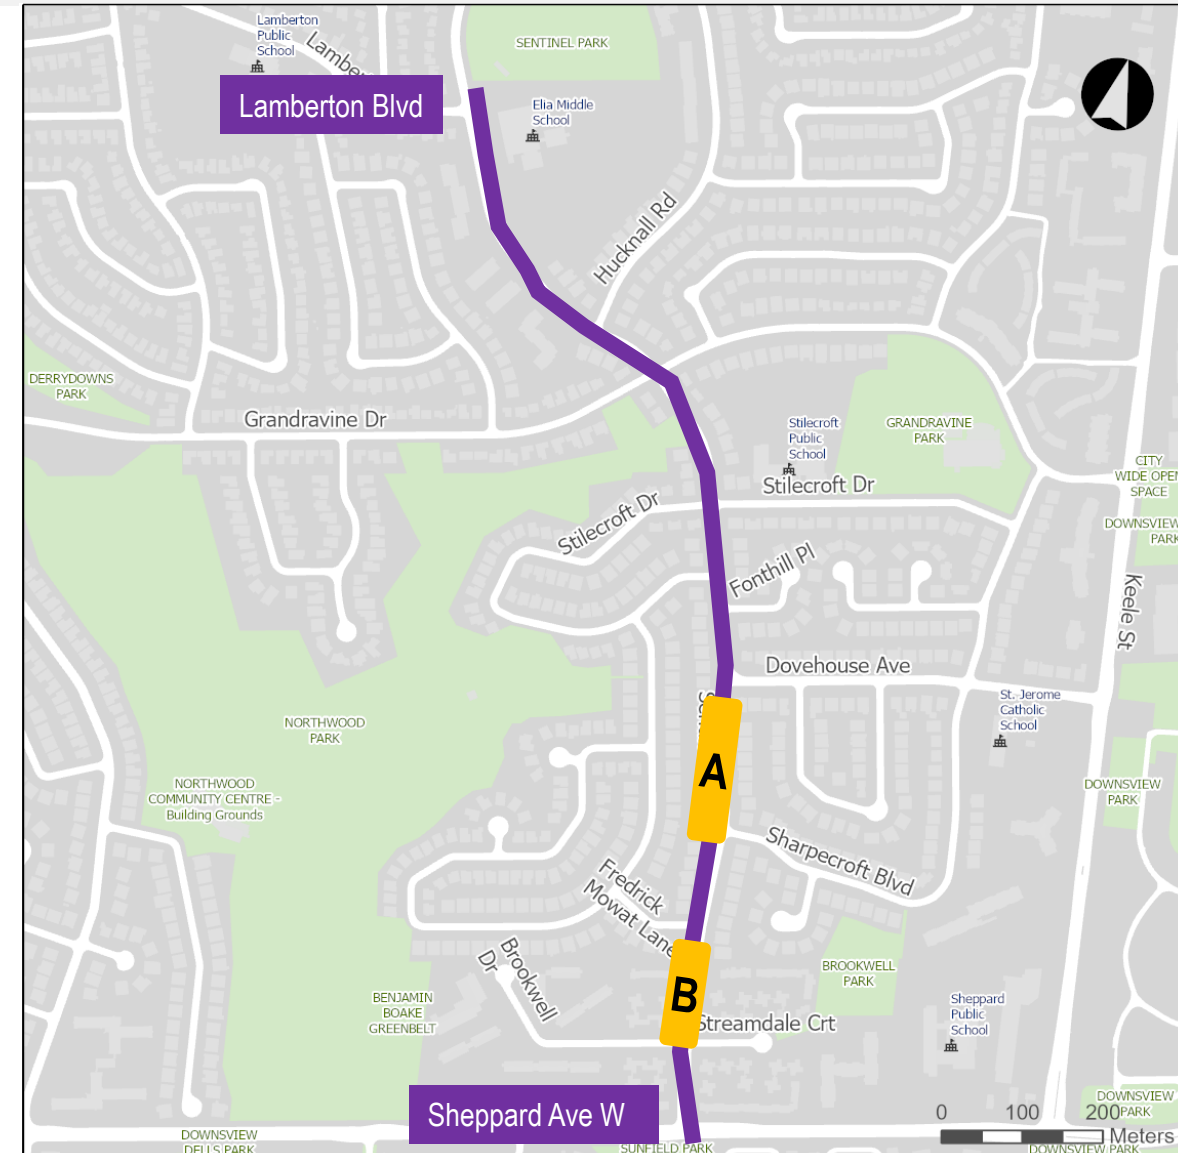 Lamberton
Public
School
SENTINEL PARK
Lamberton Blvd
Elia Middle
School
Hucknall Rd
DERRYDOWNS
PARK
Grandravine Dr
Stilecroft
Public
School
GRANDRAVINE
PARK
CITY
WIDE OPEN
SPACE
Stilecroft Dr
Stilecroft Dr
DOWNSVIEW
PARK
Fonthill Pl
Keele St
Dovehouse Ave
St. Jerome
Catholic
School
NORTHWOOD
PARK
A
NORTHWOOD
COMMUNITY CENTRE -
Building Grounds
DOWNSVIEW
PARK
Sharpecroft Blvd
Fredrick
Mowat Lane
Brookwell
Dr
B
BROOKWELL
PARK
BENJAMIN
BOAKE
GREENBELT
Sheppard
Public
School
Streamdale Crt
Sheppard Ave W
0 100 200
Meters
DOWNSVIEW
PARK
DOWNSVIEW
DELLS PARK
SUNFIELD PARK
DOWNSVIEW PARK